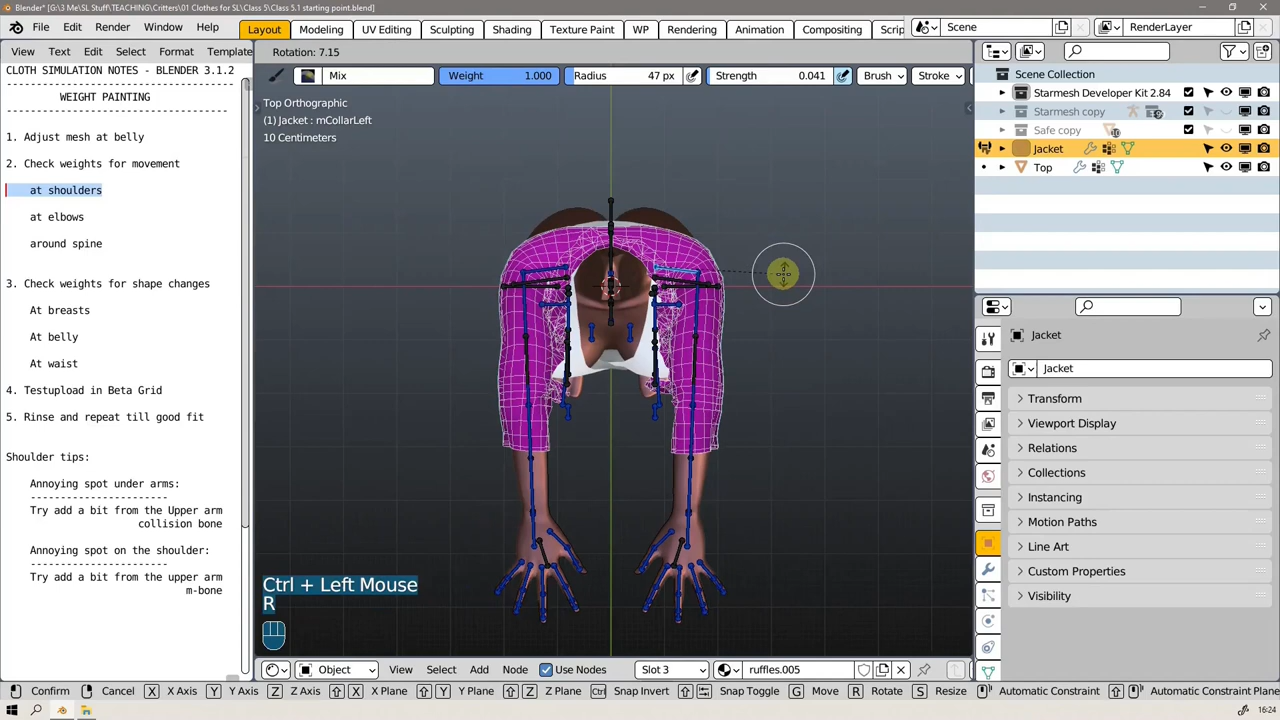 Blender* [G:\3 Me\SL Stuff\TEACHING\Critters\01 Clothes for SL\Class 5\Class 5.1 starting point.blend]
File Edit Render Window Help Layout Modeling UV Editing Sculpting Shading Texture Paint WP Rendering Animation Boolean Scrip Scene RenderLayer
View Text Edit Select Format Template Rotation: 7.15
Mix Weight 1.000 Radius 47 px Strength 0.041 Brush Stroke
CLOTH SIMULATION NOTES - BLENDER 3.1.2
WEIGHT PAINTING
1. Adjust mesh at belly
2. Check weights for movement
at shoulders
at elbows
around spine
3. Check weights for shape changes
At breasts
At belly
At waist
4. Testupload in Beta Grid
5. Rinse and repeat till good fit
Shoulder tips:
Annoying spot under arms:
Try add a bit from the Upper arm
collision bone
Annoying spot on the shoulder:
Try add a bit from the upper arm
m-bone
Top Orthographic
(1) Jacket : mCollarLeft
10 Centimeters
Ctrl + Left Mouse
R
Object View Select Add Node Use Nodes Slot 3 ruffles.005
Scene Collection
Starmesh Developer Kit 2.84
Starmesh copy
Safe copy
Jacket
Top
Jacket
Jacket
Transform
Viewport Display
Relations
Collections
Instancing
Motion Paths
Line Art
Custom Properties
Visibility
Confirm Cancel X X Axis Y Y Axis Z Z Axis X X Plane Y Y Plane Z Z Plane Ctrl Snap Invert Snap Toggle G Move R Rotate S Resize Automatic Constraint Automatic Constraint Plane
16:24